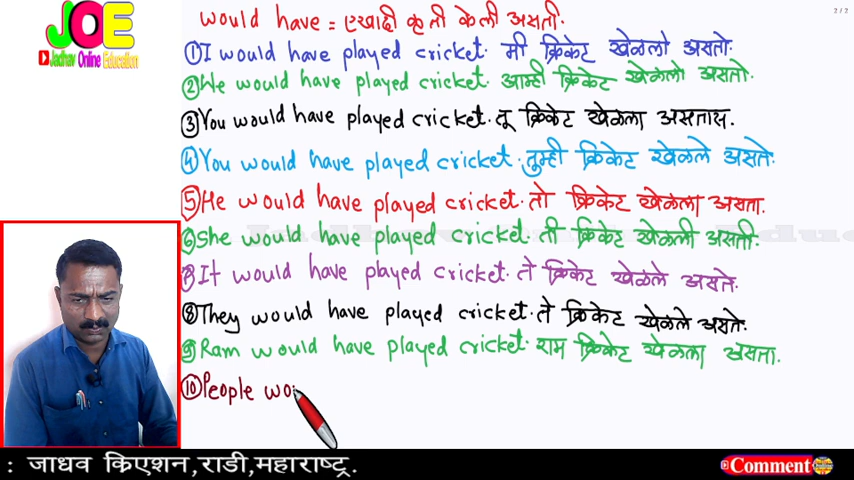 JOE
Jadhav Online Education
2/2
would have = एखादी कृती केली असती.
① I would have played cricket. मी क्रिकेट खेळलो असतो.
② We would have played cricket. आम्ही क्रिकेट खेळलो असतो.
③ You would have played cricket. तू क्रिकेट खेळला असतास.
④ You would have played cricket. तुम्ही क्रिकेट खेळले असते.
⑤ He would have played cricket. तो क्रिकेट खेळला असता.
⑥ She would have played cricket. ती क्रिकेट खेळली असती.
⑦ It would have played cricket. ते क्रिकेट खेळले असते.
⑧ They would have played cricket. ते क्रिकेट खेळले असते.
⑨ Ram would have played cricket. राम क्रिकेट खेळला असता.
⑩ People wo
: जाधव किएशन,राडी,महाराष्ट्र.
Comment